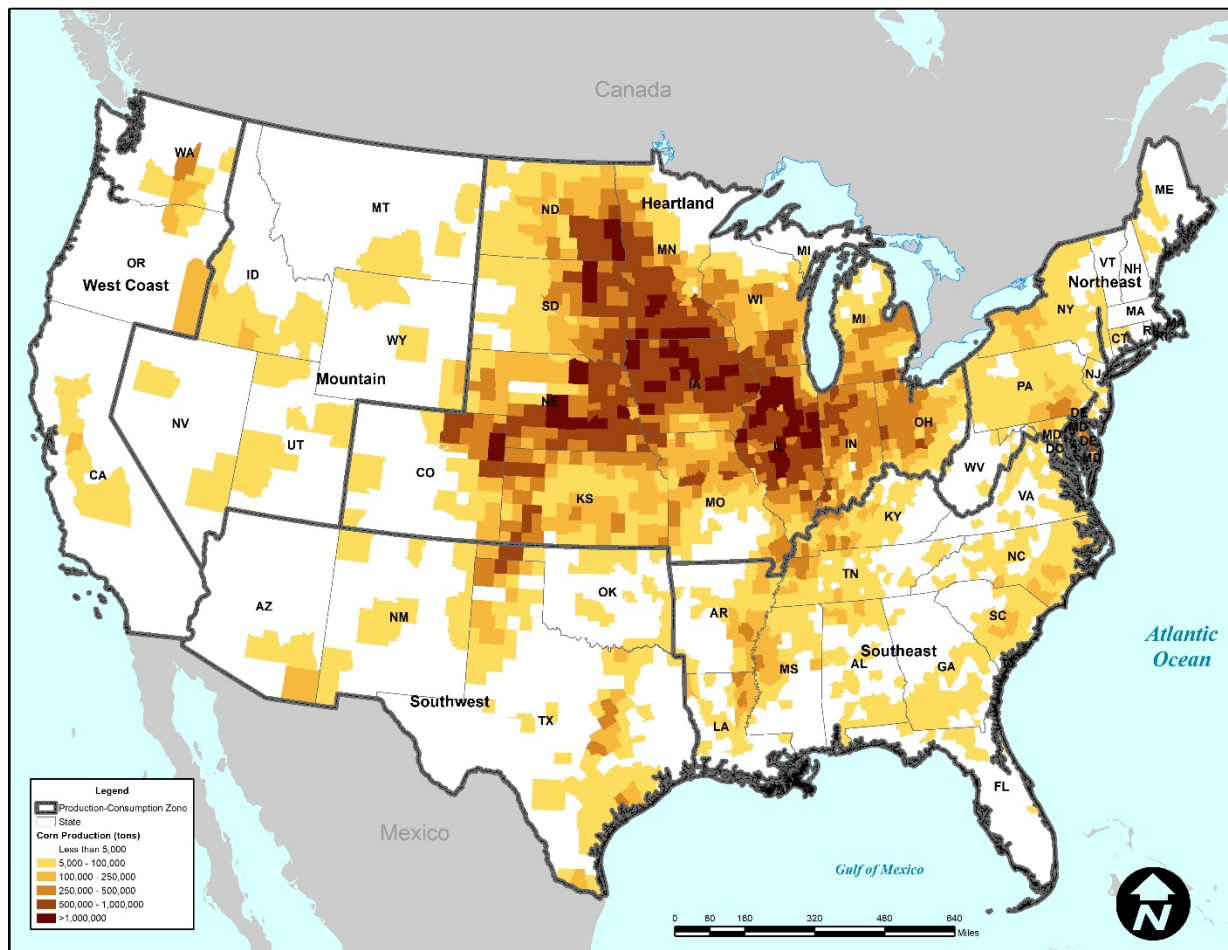 Canada
WA
ME
MT
ND
Heartland
MN
MI
VT
NH
OR
West Coast
ID
Northeast
SD
WI
MI
NY
MA
WY
CT
MA
Mountain
IA
PA
NJ
NE
NV
OH
DE
MD
UT
IL
IN
MD
DE
CO
DC
MD
CA
WV
KS
VA
MO
KY
NC
TN
OK
AZ
NM
AR
SC
Atlantic
Ocean
MS
AL
Southeast
GA
Southwest
TX
LA
FL
Mexico
Gulf of Mexico
Legend
Production-Consumption Zone
State
Corn Production (tons)
Less than 5,000
5,000 - 100,000
100,000 - 250,000
250,000 - 500,000
500,000 - 1,000,000
>1,000,000
0 80 160 320 480 640
Miles
N